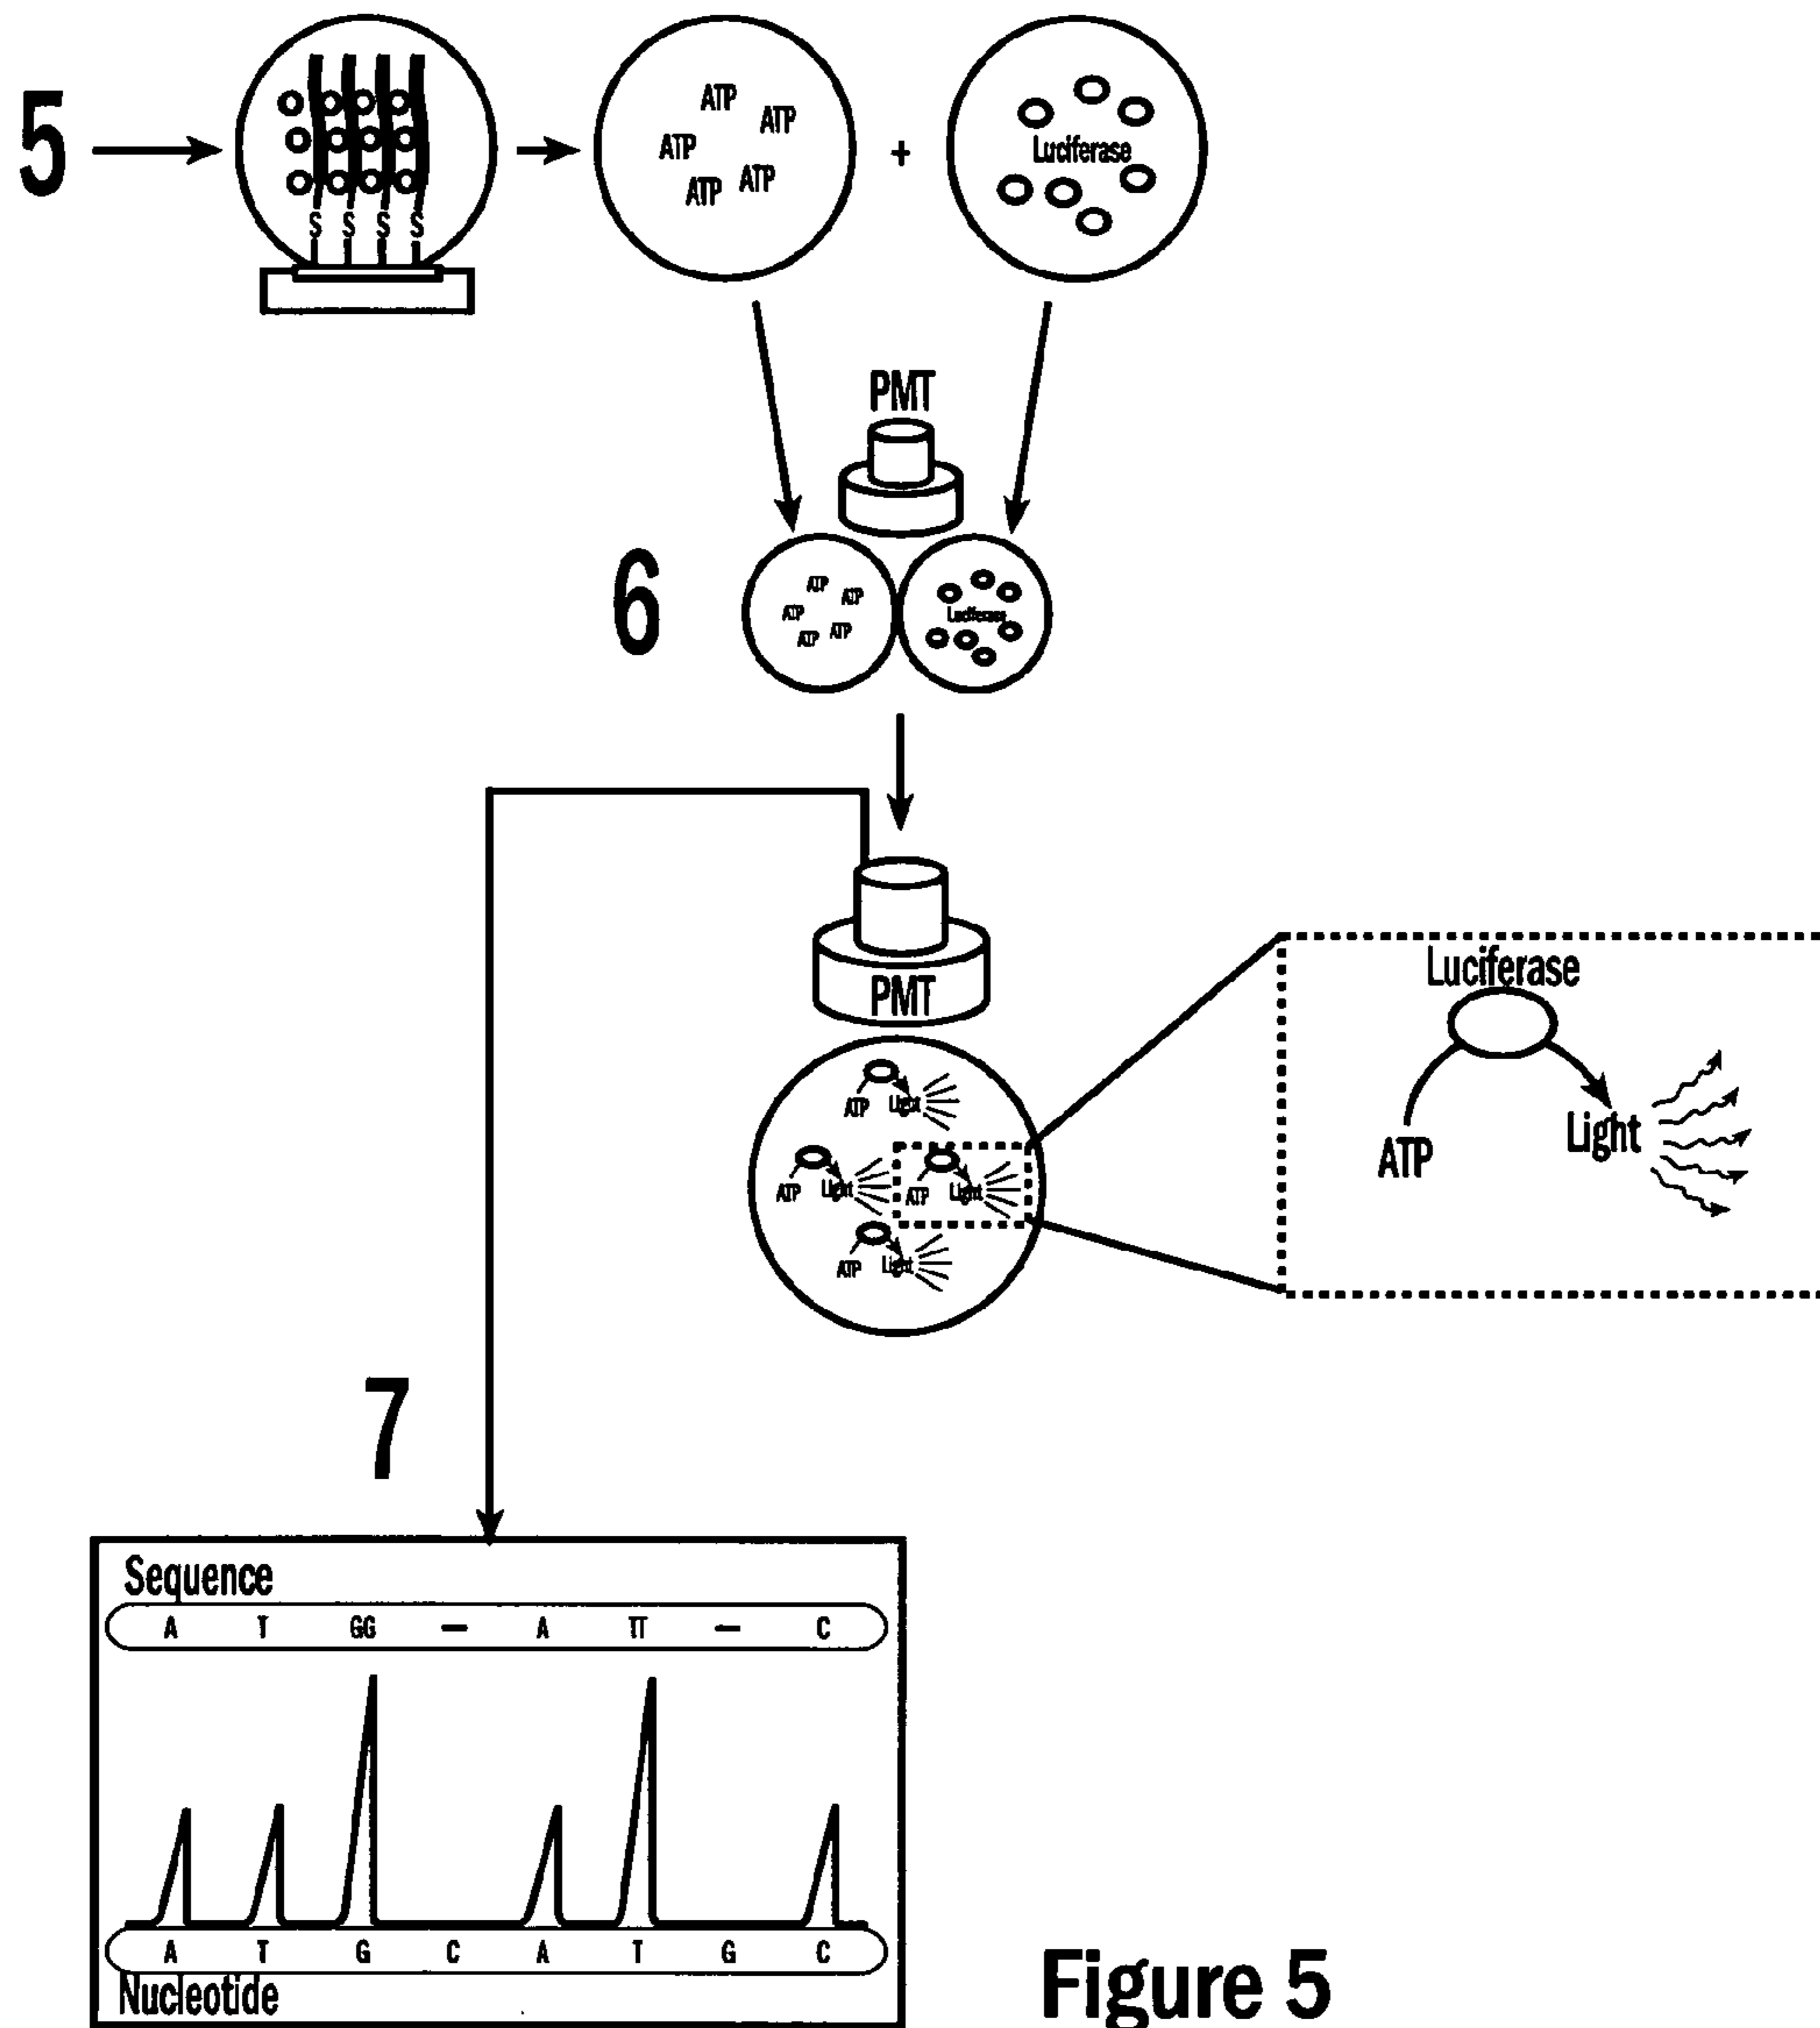 5
S S S S
ATP
ATP
ATP
ATP
ATP
+
Luciferase
PMT
6
ATP
ATP
ATP
ATP
ATP
Luciferase
PMT
ATP Light
ATP Light
ATP Light
ATP Light
Luciferase
ATP
Light
7
Sequence
A T GG — A TT — C
A T G C A T G C
Nucleotide
Figure 5